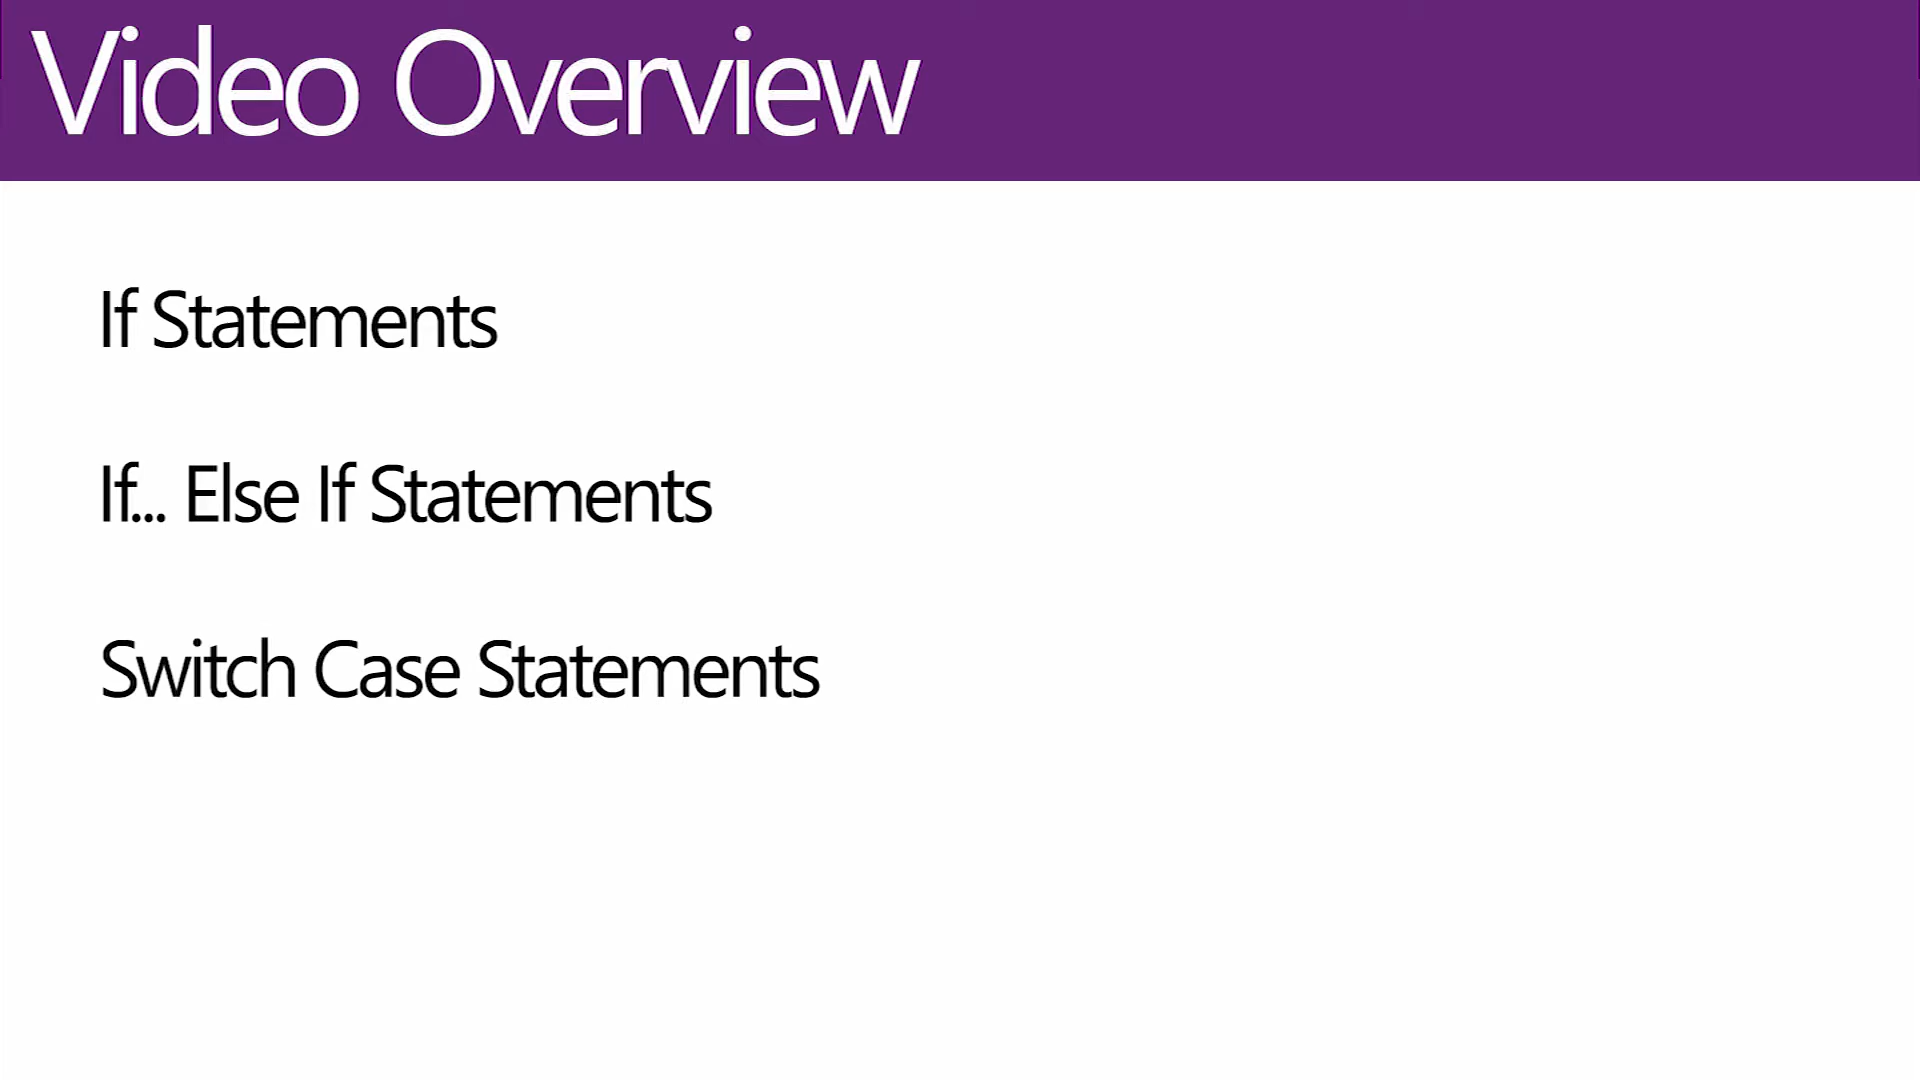 Video Overview
If Statements
If... Else If Statements
Switch Case Statements